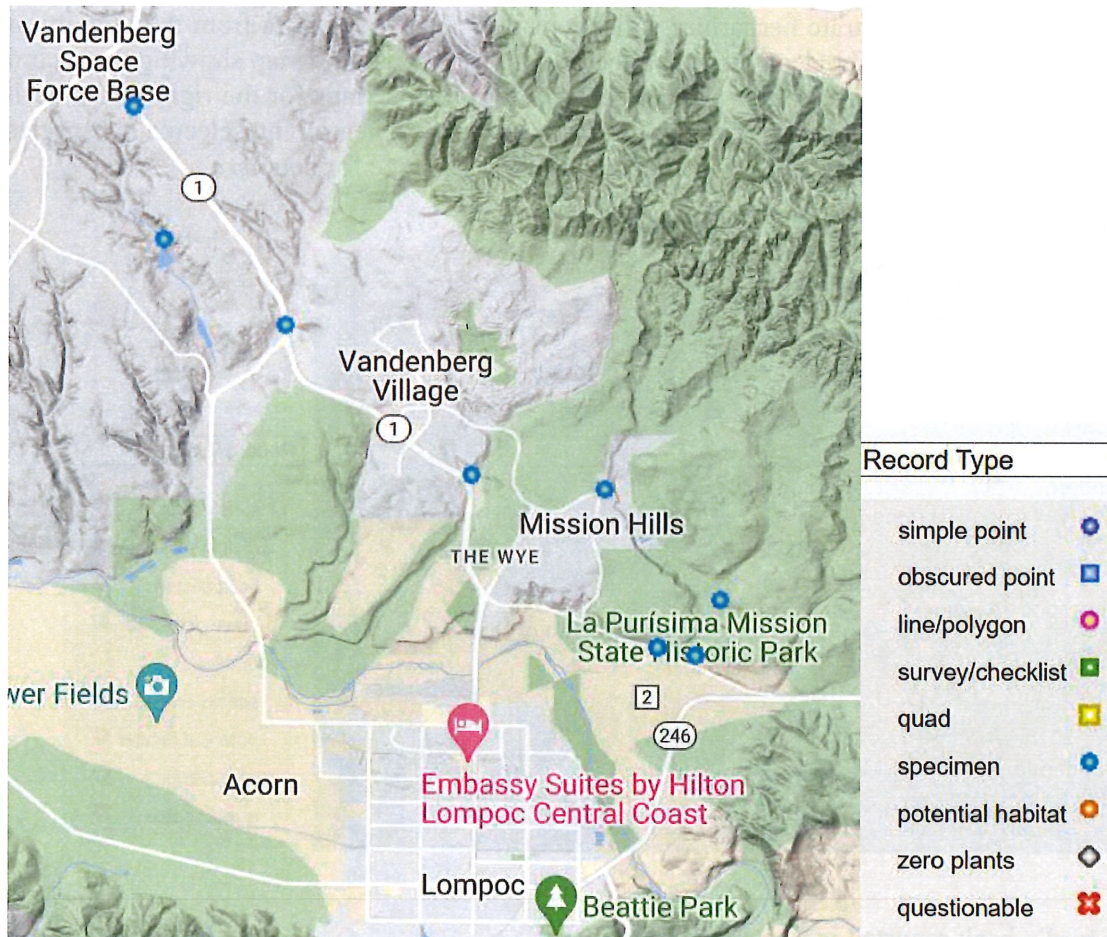 Vandenberg
Space
Force Base
1
Vandenberg
Village
1
Mission Hills
THE WYE
La Purísima Mission
State Historic Park
wer Fields
2
246
Acorn
Embassy Suites by Hilton
Lompoc Central Coast
Lompoc
Beattie Park
Record Type
simple point
obscured point
line/polygon
survey/checklist
quad
specimen
potential habitat
zero plants
questionable